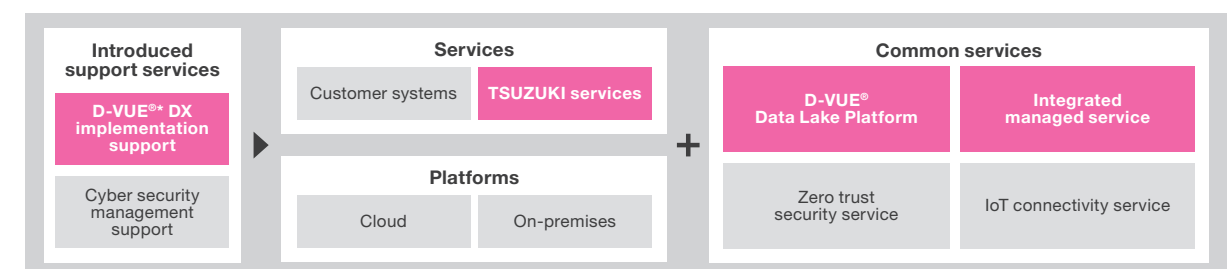 Introduced
support services
D-VUE®* DX
implementation
support
Cyber security
management
support
Services
Customer systems
TSUZUKI services
Platforms
Cloud
On-premises
+
Common services
D-VUE®
Data Lake Platform
Integrated
managed service
Zero trust
security service
IoT connectivity service